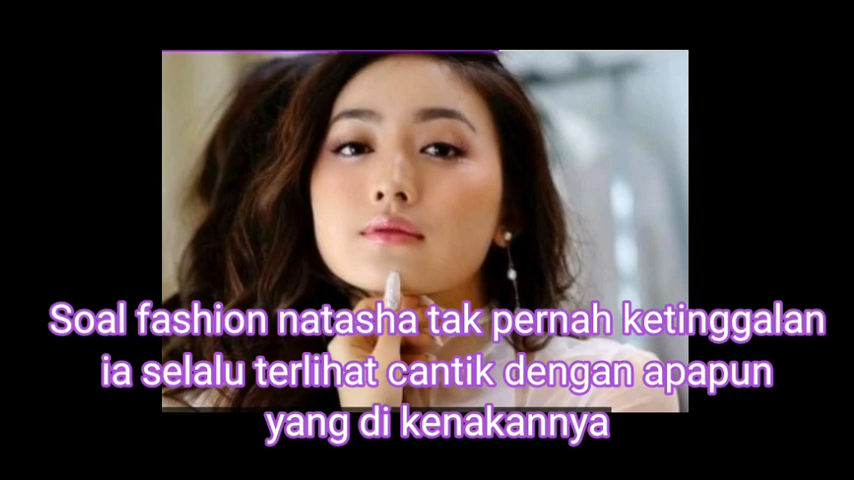 Soal fashion natasha tak pernah ketinggalan
ia selalu terlihat cantik dengan apapun
yang di kenakannya